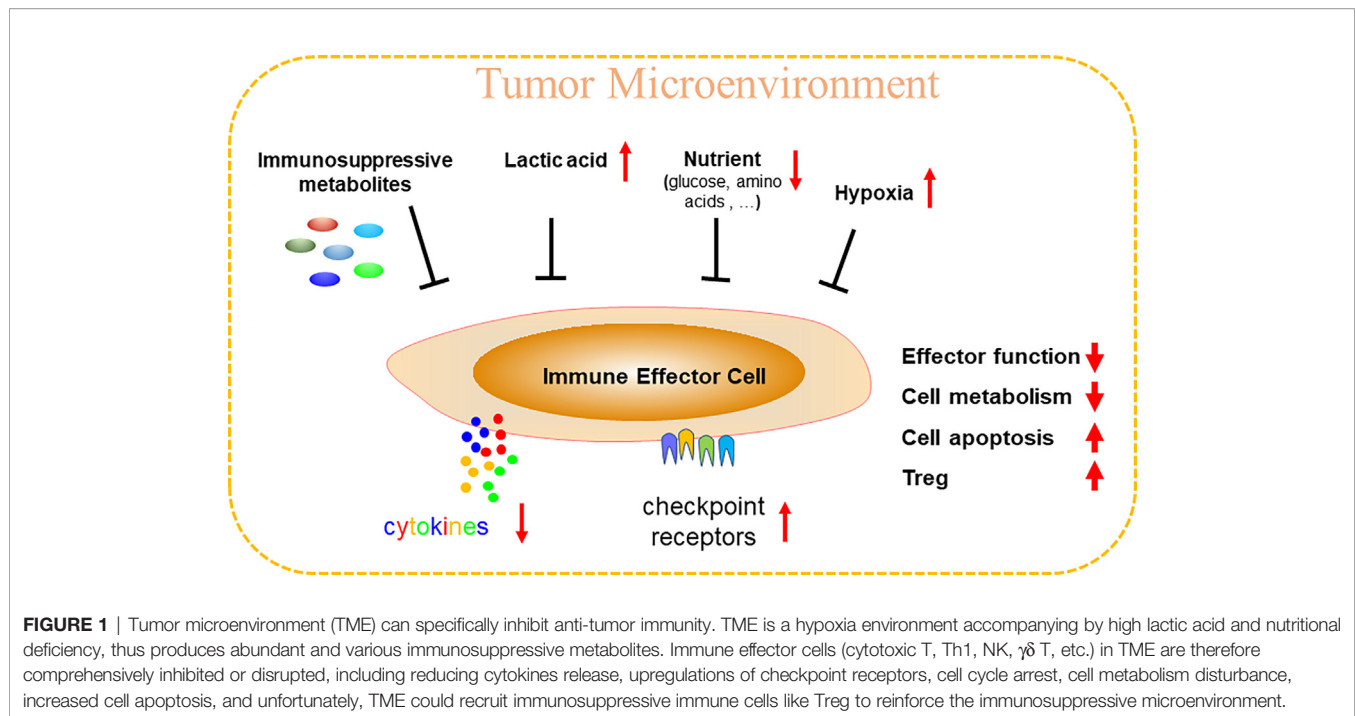 Tumor Microenvironment
Immunosuppressive
metabolites
Lactic acid
Nutrient
(glucose, amino
acids , ...)
Hypoxia
Immune Effector Cell
Effector function
Cell metabolism
Cell apoptosis
Treg
cytokines
checkpoint
receptors
FIGURE 1 | Tumor microenvironment (TME) can specifically inhibit anti-tumor immunity. TME is a hypoxia environment accompanying by high lactic acid and nutritional
deficiency, thus produces abundant and various immunosuppressive metabolites. Immune effector cells (cytotoxic T, Th1, NK, γδ T, etc.) in TME are therefore
comprehensively inhibited or disrupted, including reducing cytokines release, upregulations of checkpoint receptors, cell cycle arrest, cell metabolism disturbance,
increased cell apoptosis, and unfortunately, TME could recruit immunosuppressive immune cells like Treg to reinforce the immunosuppressive microenvironment.